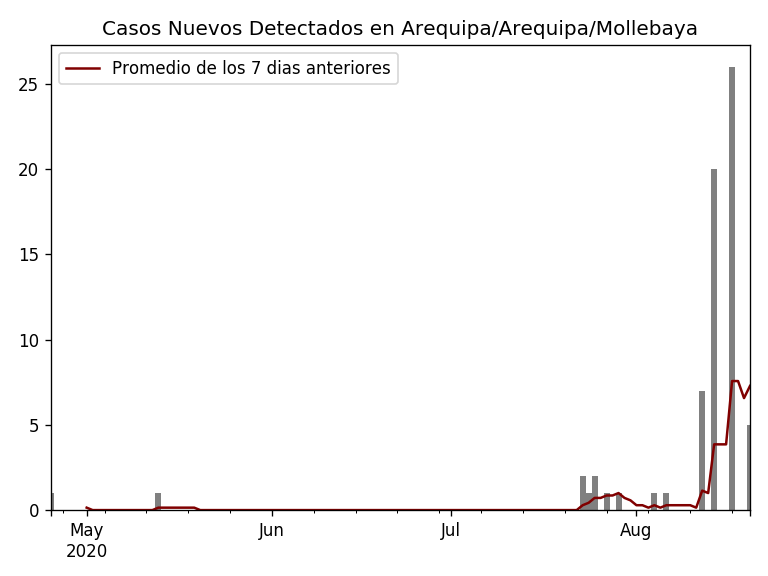 Casos Nuevos Detectados en Arequipa/Arequipa/Mollebaya
Promedio de los 7 dias anteriores
25
20
15
10
5
0
May Jun Jul Aug
2020